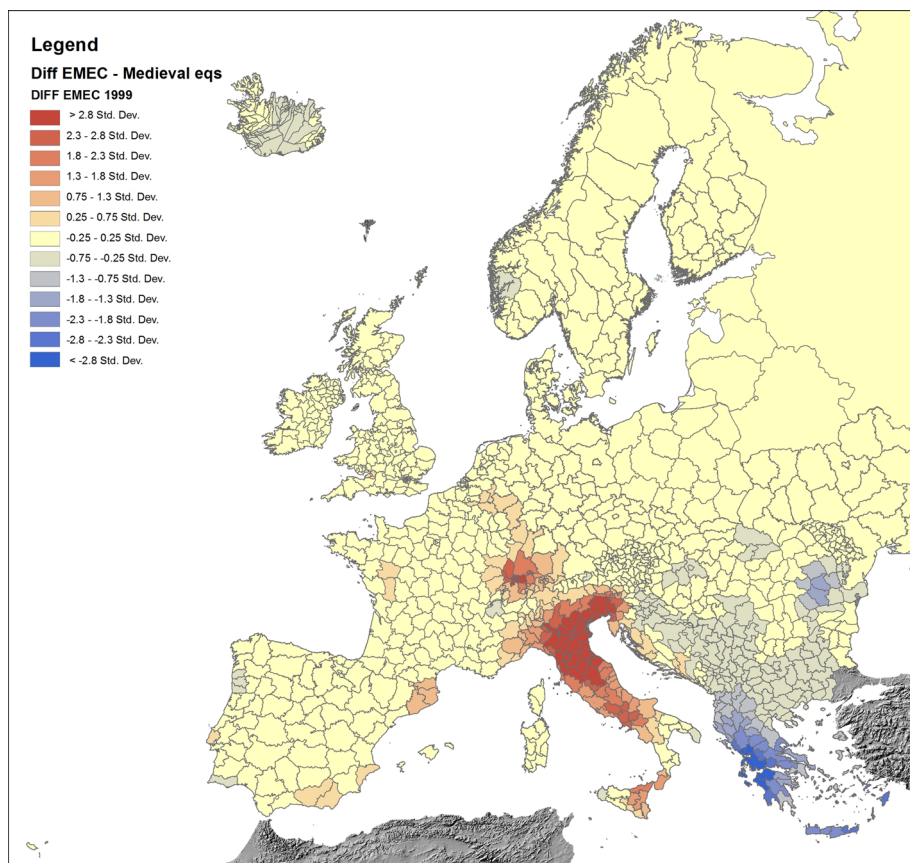 Legend
Diff EMEC - Medieval eqs
DIFF EMEC 1999
> 2.8 Std. Dev.
2.3 - 2.8 Std. Dev.
1.8 - 2.3 Std. Dev.
1.3 - 1.8 Std. Dev.
0.75 - 1.3 Std. Dev.
0.25 - 0.75 Std. Dev.
-0.25 - 0.25 Std. Dev.
-0.75 - -0.25 Std. Dev.
-1.3 - -0.75 Std. Dev.
-1.8 - -1.3 Std. Dev.
-2.3 - -1.8 Std. Dev.
-2.8 - -2.3 Std. Dev.
< -2.8 Std. Dev.